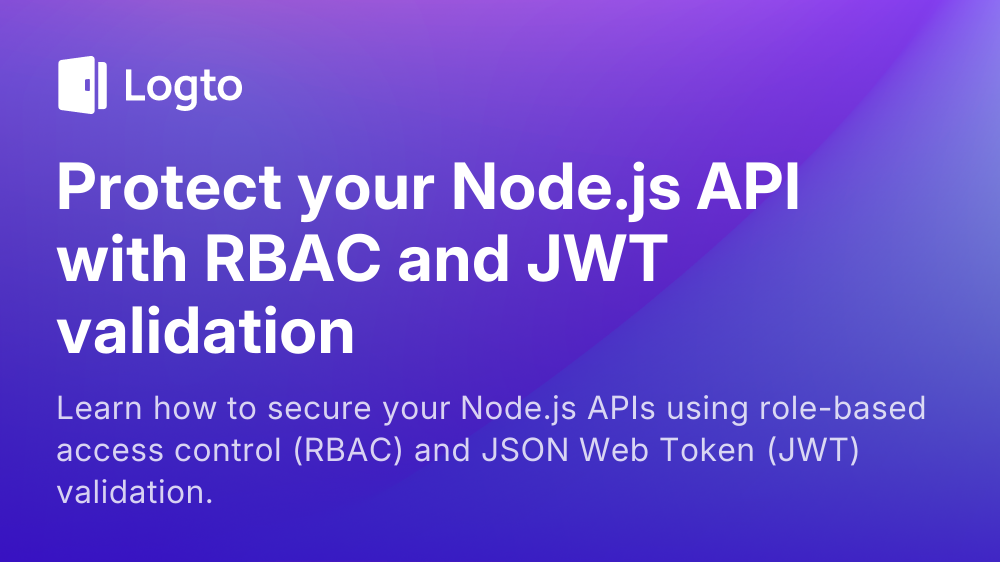 Logto
Protect your Node.js API
with RBAC and JWT
validation
Learn how to secure your Node.js APIs using role-based
access control (RBAC) and JSON Web Token (JWT)
validation.